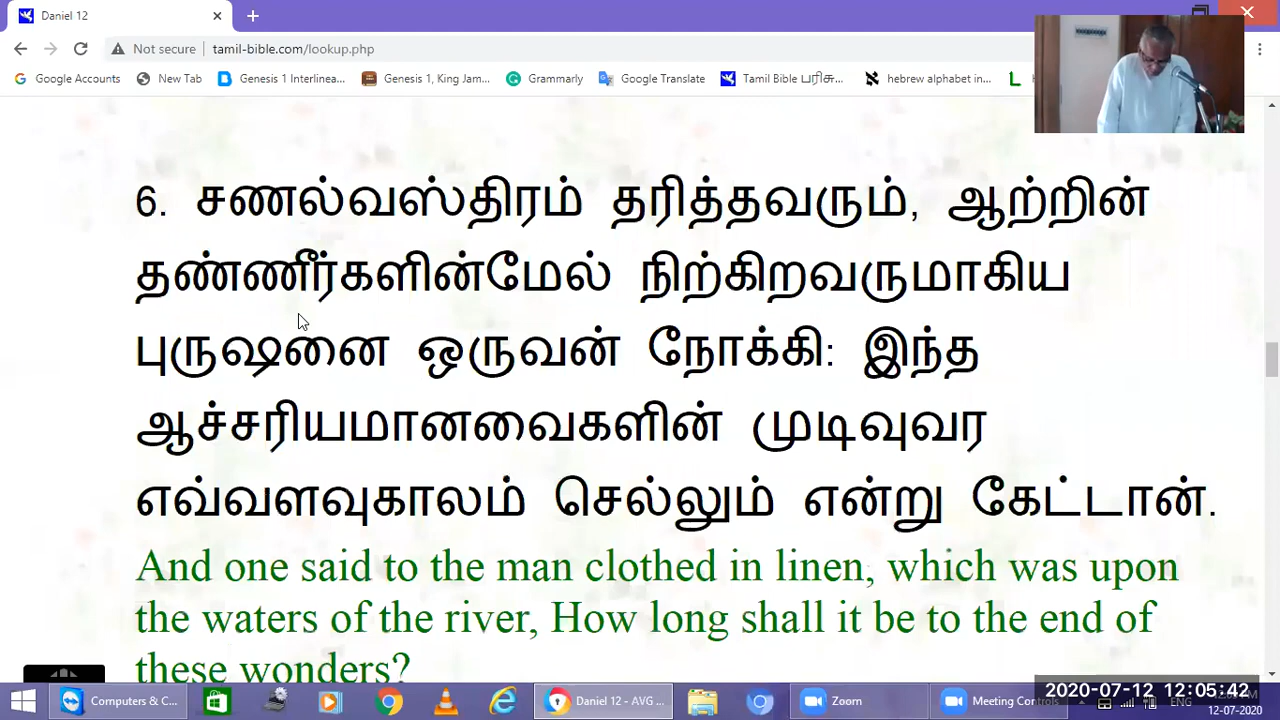 Daniel 12
Not secure tamil-bible.com/lookup.php
Google Accounts New Tab Genesis 1 Interlinea... Genesis 1, King Jam... Grammarly Google Translate Tamil Bible பரிசு... hebrew alphabet in...
6. சணல்வஸ்திரம் தரித்தவரும், ஆற்றின்
தண்ணீர்களின்மேல் நிற்கிறவருமாகிய
புருஷனை ஒருவன் நோக்கி: இந்த
ஆச்சரியமானவைகளின் முடிவுவர
எவ்வளவுகாலம் செல்லும் என்று கேட்டான்.
And one said to the man clothed in linen, which was upon
the waters of the river, How long shall it be to the end of
these wonders?
Computers & C... Daniel 12 - AVG ... Zoom Meeting Controls ENG
2020-07-12 12:05:42
12-07-2020